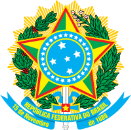 REPÚBLICA FEDERATIVA DO BRASIL
15 de Novembro
de 1889